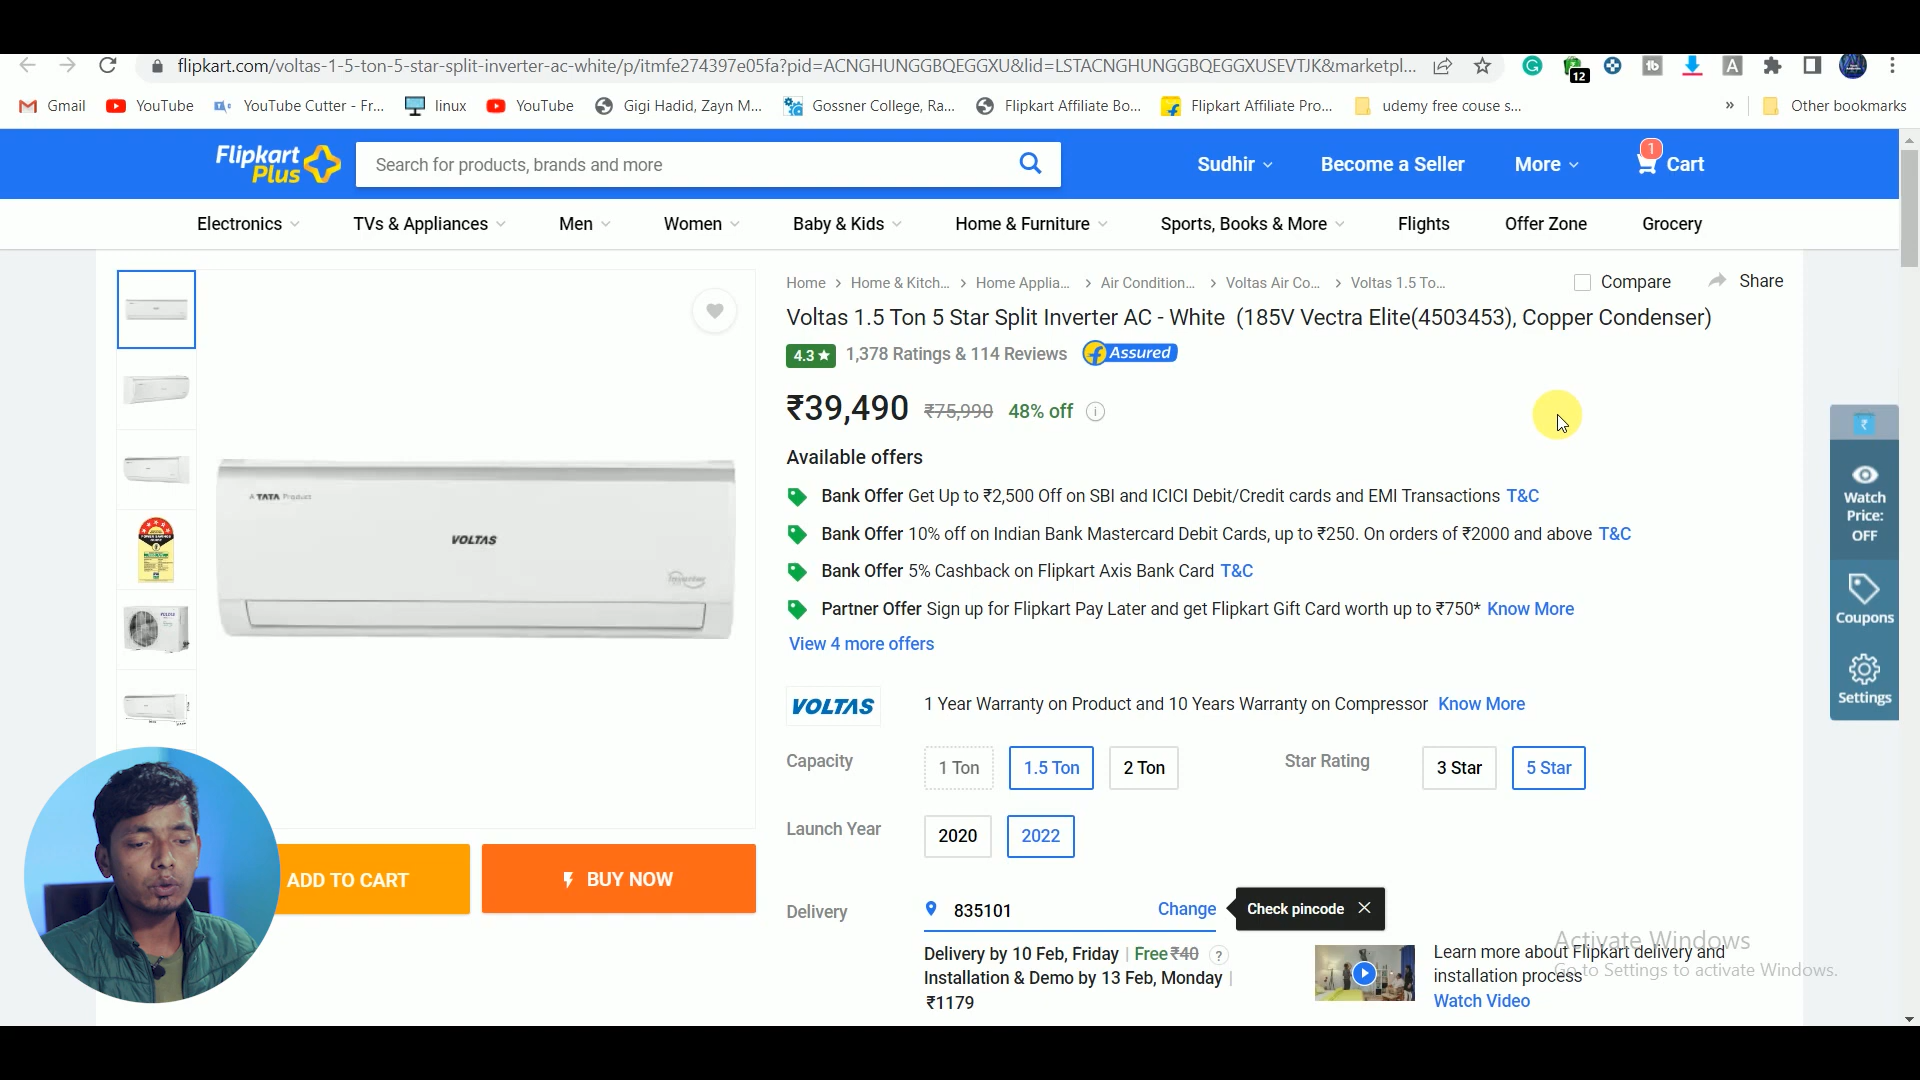 flipkart.com/voltas-1-5-ton-5-star-split-inverter-ac-white/p/itmfe274397e05fa?pid=ACNGHUNGGBQEGGXU&lid=LSTACNGHUNGGBQEGGXUSEVTJK&marketpl...
12
Gmail
YouTube
YouTube Cutter - Fr...
linux
YouTube
Gigi Hadid, Zayn M...
Gossner College, Ra...
Flipkart Affiliate Bo...
Flipkart Affiliate Pro...
udemy free couse s...
»
Other bookmarks
Flipkart
Plus
Search for products, brands and more
Sudhir
Become a Seller
More
1
Cart
Electronics
TVs & Appliances
Men
Women
Baby & Kids
Home & Furniture
Sports, Books & More
Flights
Offer Zone
Grocery
Home > Home & Kitch... > Home Applia... > Air Condition... > Voltas Air Co... > Voltas 1.5 To...
Compare
Share
Voltas 1.5 Ton 5 Star Split Inverter AC - White (185V Vectra Elite(4503453), Copper Condenser)
4.3 ★ 1,378 Ratings & 114 Reviews
Assured
₹39,490 ₹75,990 48% off
Available offers
Bank Offer Get Up to ₹2,500 Off on SBI and ICICI Debit/Credit cards and EMI Transactions T&C
Bank Offer 10% off on Indian Bank Mastercard Debit Cards, up to ₹250. On orders of ₹2000 and above T&C
Bank Offer 5% Cashback on Flipkart Axis Bank Card T&C
Partner Offer Sign up for Flipkart Pay Later and get Flipkart Gift Card worth up to ₹750* Know More
View 4 more offers
A TATA Product
VOLTAS
Inverter
VOLTAS
1 Year Warranty on Product and 10 Years Warranty on Compressor Know More
Capacity
1 Ton
1.5 Ton
2 Ton
Star Rating
3 Star
5 Star
Launch Year
2020
2022
ADD TO CART
BUY NOW
Delivery
835101
Change
Check pincode
Delivery by 10 Feb, Friday | Free ₹40 ?
Installation & Demo by 13 Feb, Monday |
₹1179
Learn more about Flipkart delivery and
installation process
Watch Video
Activate Windows
Go to Settings to activate Windows.
₹
Watch
Price:
OFF
Coupons
Settings